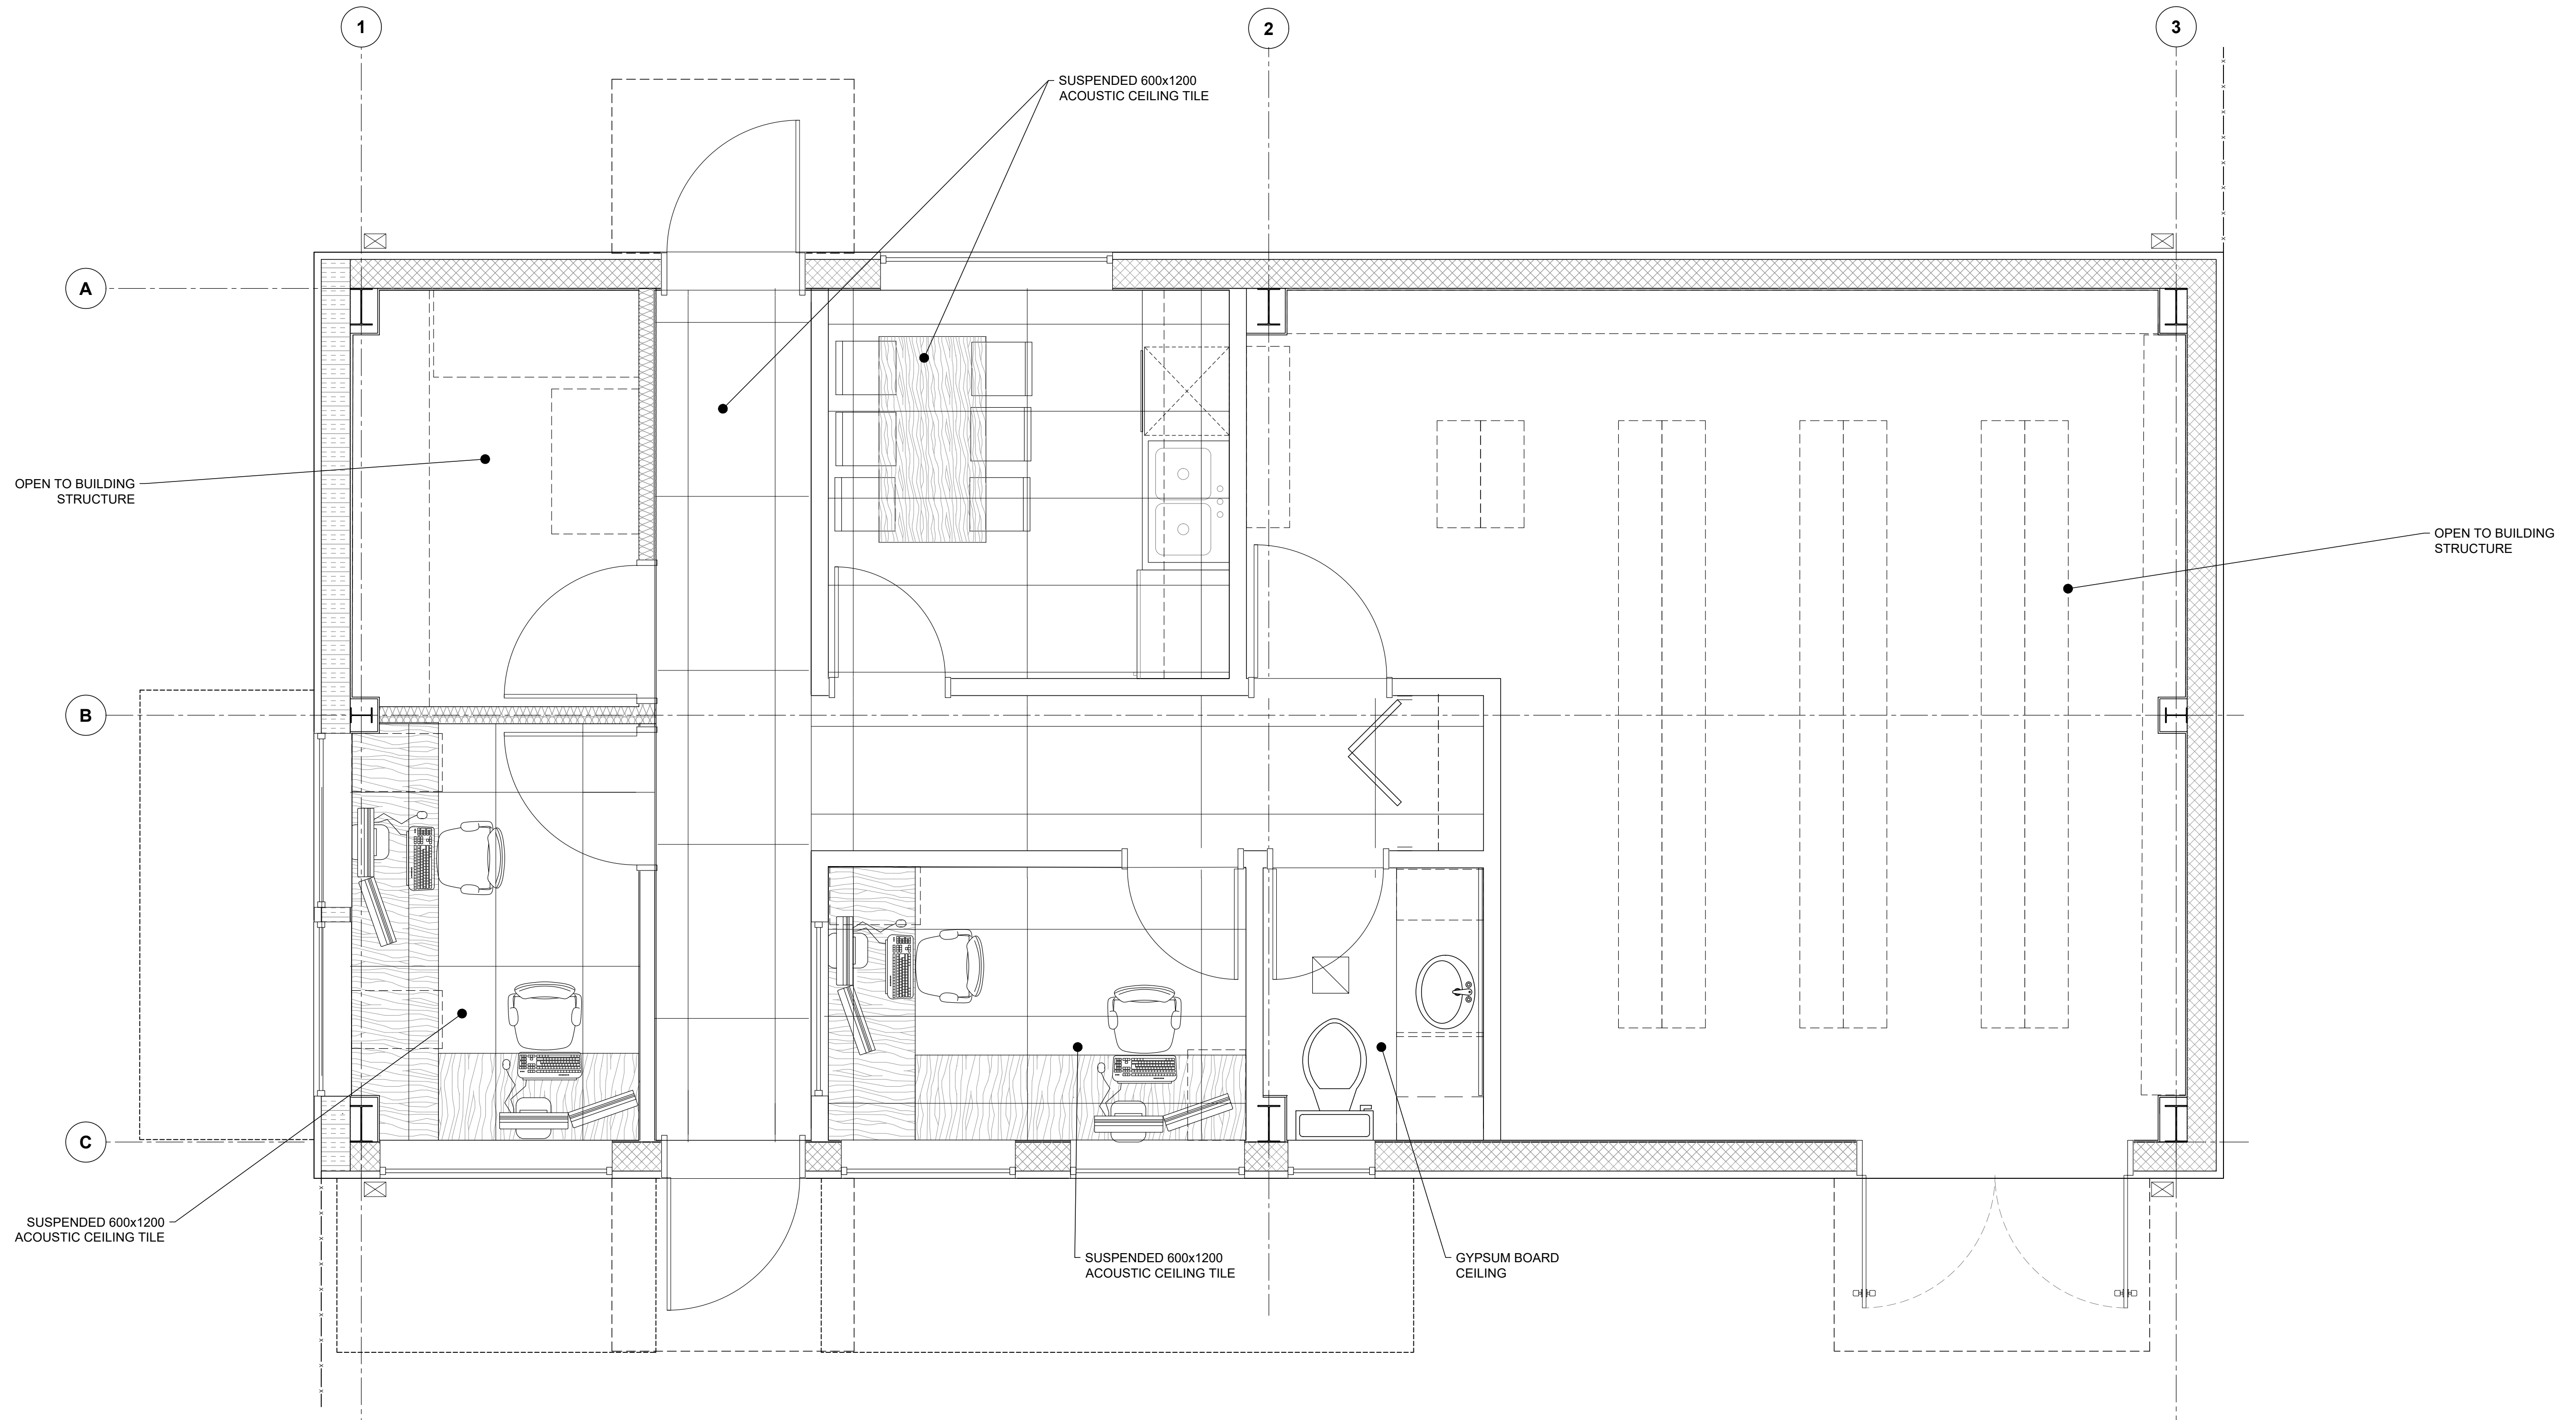 1
2
3
SUSPENDED 600x1200
ACOUSTIC CEILING TILE
A
OPEN TO BUILDING
STRUCTURE
OPEN TO BUILDING
STRUCTURE
B
C
SUSPENDED 600x1200
ACOUSTIC CEILING TILE
SUSPENDED 600x1200
ACOUSTIC CEILING TILE
GYPSUM BOARD
CEILING